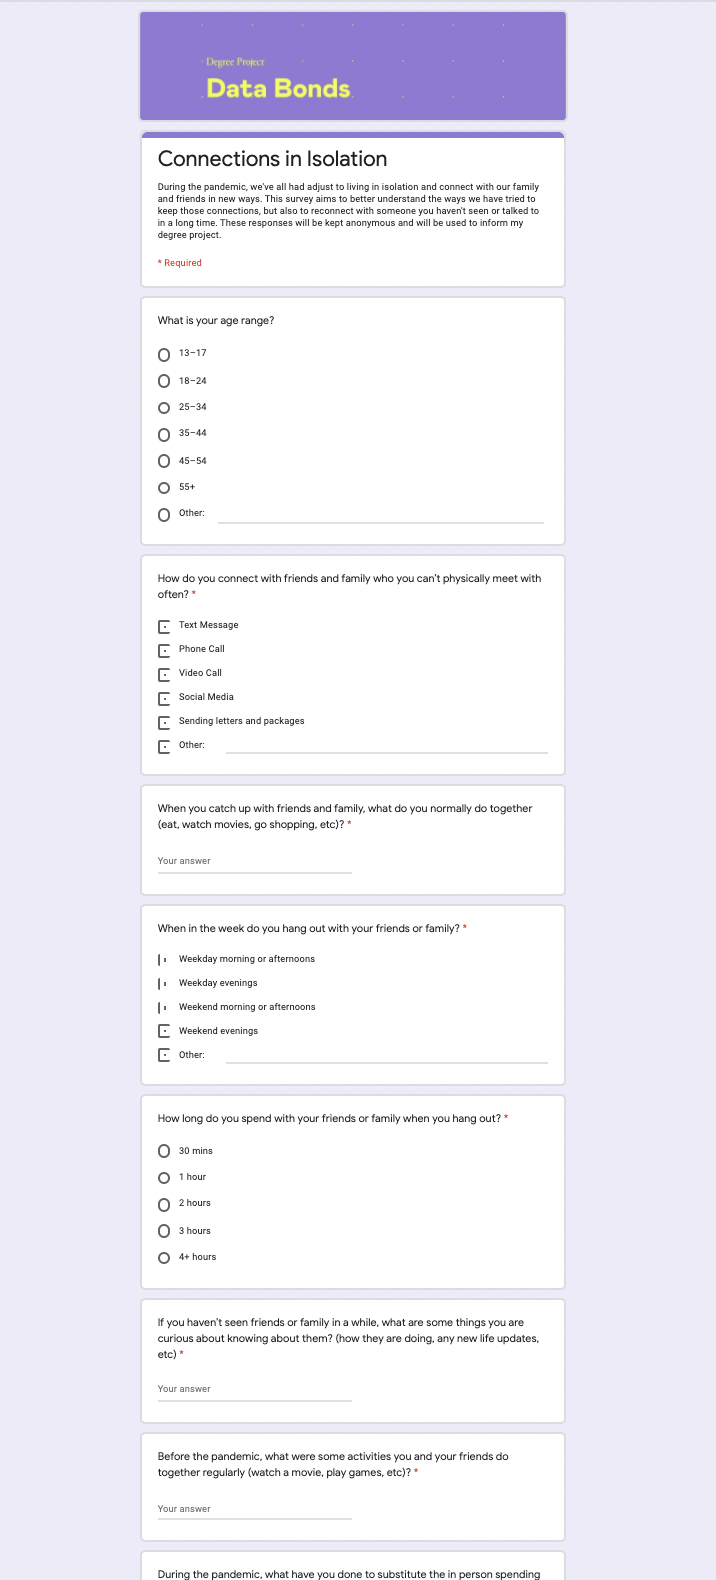 Degree Project
Data Bonds
Connections in Isolation
During the pandemic, we've all had adjust to living in isolation and connect with our family
and friends in new ways. This survey aims to better understand the ways we have tried to
keep those connections, but also to reconnect with someone you haven't seen or talked to
in a long time. These responses will be kept anonymous and will be used to inform my
degree project.
* Required
What is your age range?
13–17
18–24
25–34
35–44
45–54
55+
Other:
How do you connect with friends and family who you can't physically meet with
often? *
Text Message
Phone Call
Video Call
Social Media
Sending letters and packages
Other:
When you catch up with friends and family, what do you normally do together
(eat, watch movies, go shopping, etc)? *
Your answer
When in the week do you hang out with your friends or family? *
Weekday morning or afternoons
Weekday evenings
Weekend morning or afternoons
Weekend evenings
Other:
How long do you spend with your friends or family when you hang out? *
30 mins
1 hour
2 hours
3 hours
4+ hours
If you haven't seen friends or family in a while, what are some things you are
curious about knowing about them? (how they are doing, any new life updates,
etc) *
Your answer
Before the pandemic, what were some activities you and your friends do
together regularly (watch a movie, play games, etc)? *
Your answer
During the pandemic, what have you done to substitute the in person spending